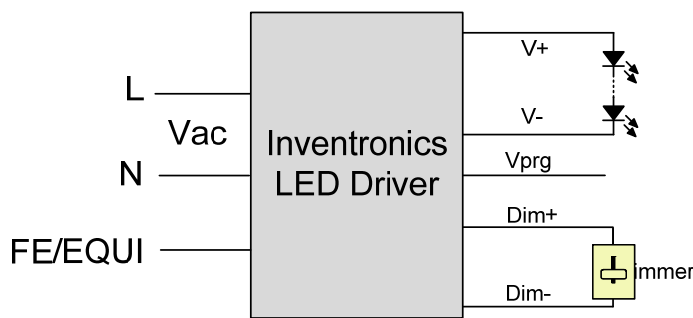 L
Vac
N
FE/EQUI
Inventronics
LED Driver
V+
V-
Vprg
Dim+
Dim-
immer